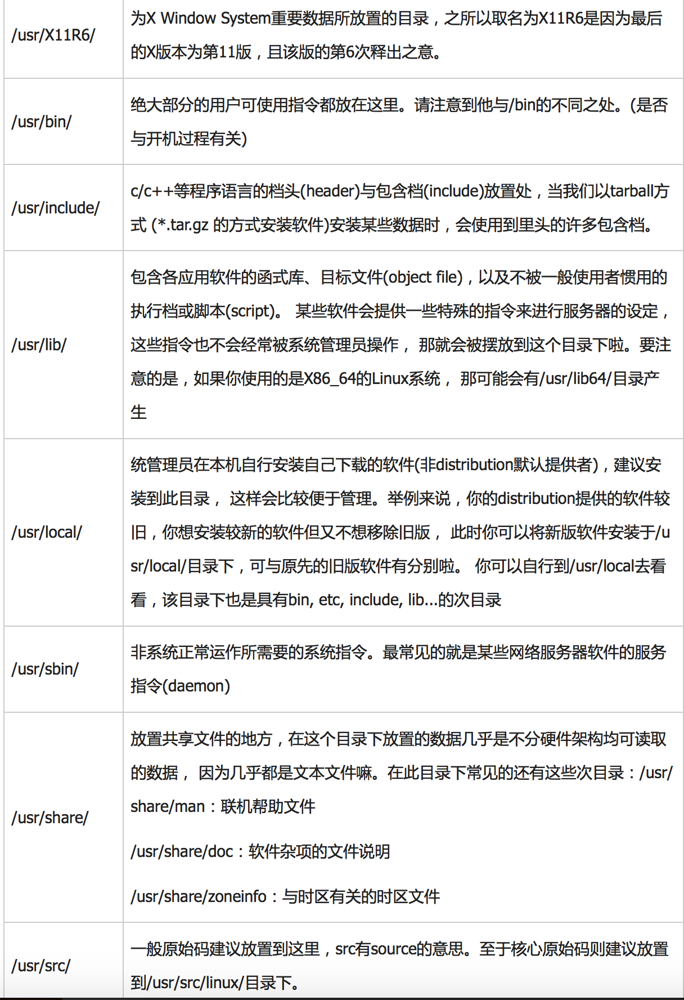 /usr/X11R6/
为X Window System重要数据所放置的目录，之所以取名为X11R6是因为最后
的X版本为第11版，且该版的第6次释出之意。
/usr/bin/
绝大部分的用户可使用指令都放在这里。请注意到他与/bin的不同之处。(是否
与开机过程有关)
/usr/include/
c/c++等程序语言的档头(header)与包含档(include)放置处，当我们以tarball方
式 (*.tar.gz 的方式安装软件)安装某些数据时，会使用到里头的许多包含档。
/usr/lib/
包含各应用软件的函式库、目标文件(object file)，以及不被一般使用者惯用的
执行档或脚本(script)。 某些软件会提供一些特殊的指令来进行服务器的设定，
这些指令也不会经常被系统管理员操作， 那就会被摆放到这个目录下啦。要注
意的是，如果你使用的是X86_64的Linux系统， 那可能会有/usr/lib64/目录产
生
/usr/local/
统管理员在本机自行安装自己下载的软件(非distribution默认提供者)，建议安
装到此目录， 这样会比较便于管理。举例来说，你的distribution提供的软件较
旧，你想安装较新的软件但又不想移除旧版， 此时你可以将新版软件安装于/u
sr/local/目录下，可与原先的旧版软件有分别啦。 你可以自行到/usr/local去看
看，该目录下也是具有bin, etc, include, lib...的次目录
/usr/sbin/
非系统正常运作所需要的系统指令。最常见的就是某些网络服务器软件的服务
指令(daemon)
/usr/share/
放置共享文件的地方，在这个目录下放置的数据几乎是不分硬件架构均可读取
的数据， 因为几乎都是文本文件嘛。在此目录下常见的还有这些次目录：/usr/
share/man：联机帮助文件
/usr/share/doc：软件杂项的文件说明
/usr/share/zoneinfo：与时区有关的时区文件
/usr/src/
一般原始码建议放置到这里，src有source的意思。至于核心原始码则建议放置
到/usr/src/linux/目录下。